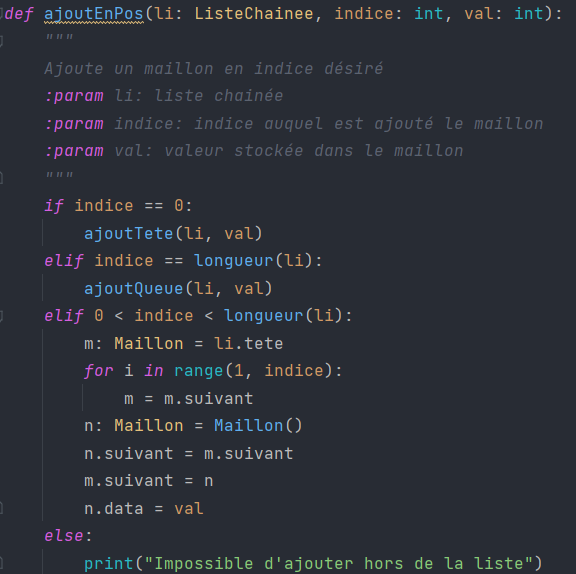 def ajoutEnPos(li: ListeChainee, indice: int, val: int):
    """
    Ajoute un maillon en indice désiré
    :param li: liste chainée
    :param indice: indice auquel est ajouté le maillon
    :param val: valeur stockée dans le maillon
    """
    if indice == 0:
        ajoutTete(li, val)
    elif indice == longueur(li):
        ajoutQueue(li, val)
    elif 0 < indice < longueur(li):
        m: Maillon = li.tete
        for i in range(1, indice):
            m = m.suivant
        n: Maillon = Maillon()
        n.suivant = m.suivant
        m.suivant = n
        n.data = val
    else:
        print("Impossible d'ajouter hors de la liste")